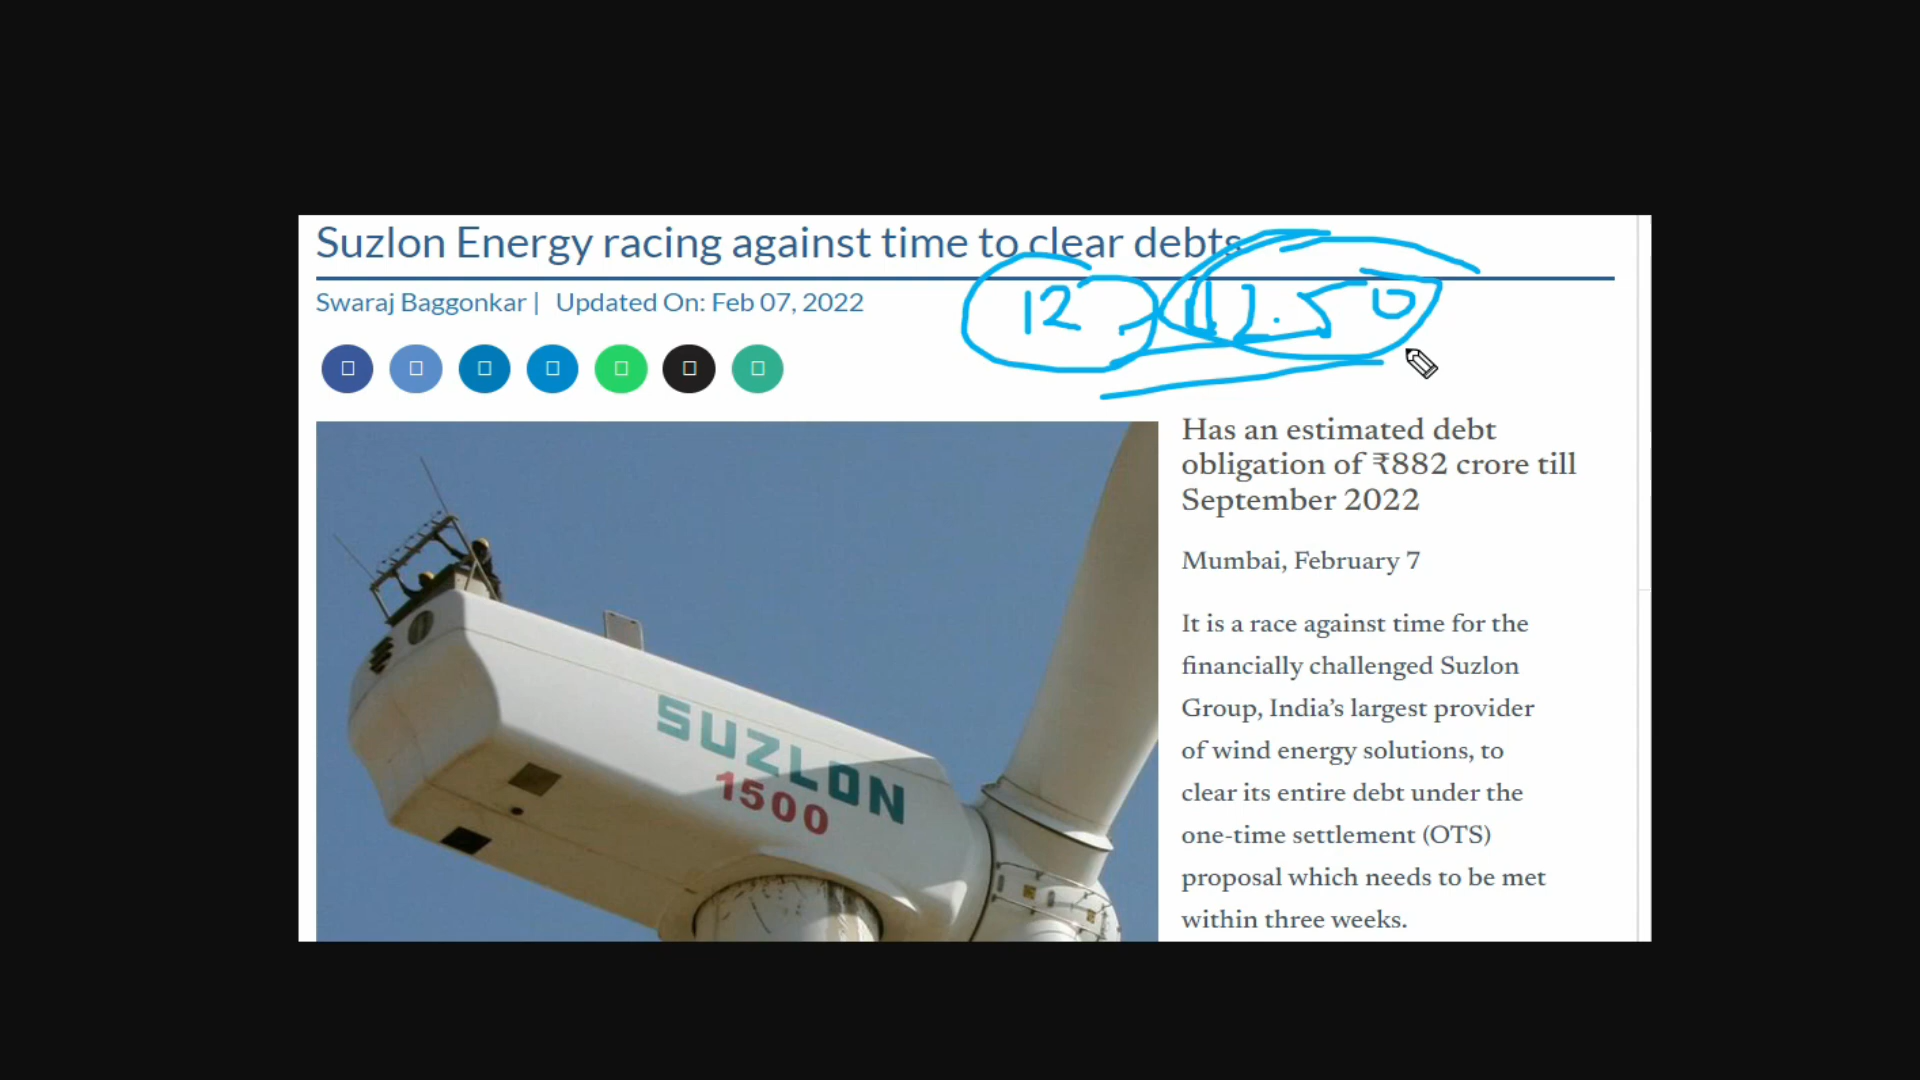 Suzlon Energy racing against time to clear debts
Swaraj Baggonkar | Updated On: Feb 07, 2022
12
12.50
Has an estimated debt
obligation of ₹882 crore till
September 2022
Mumbai, February 7
It is a race against time for the
financially challenged Suzlon
Group, India’s largest provider
of wind energy solutions, to
clear its entire debt under the
one-time settlement (OTS)
proposal which needs to be met
within three weeks.
SUZLON
1500